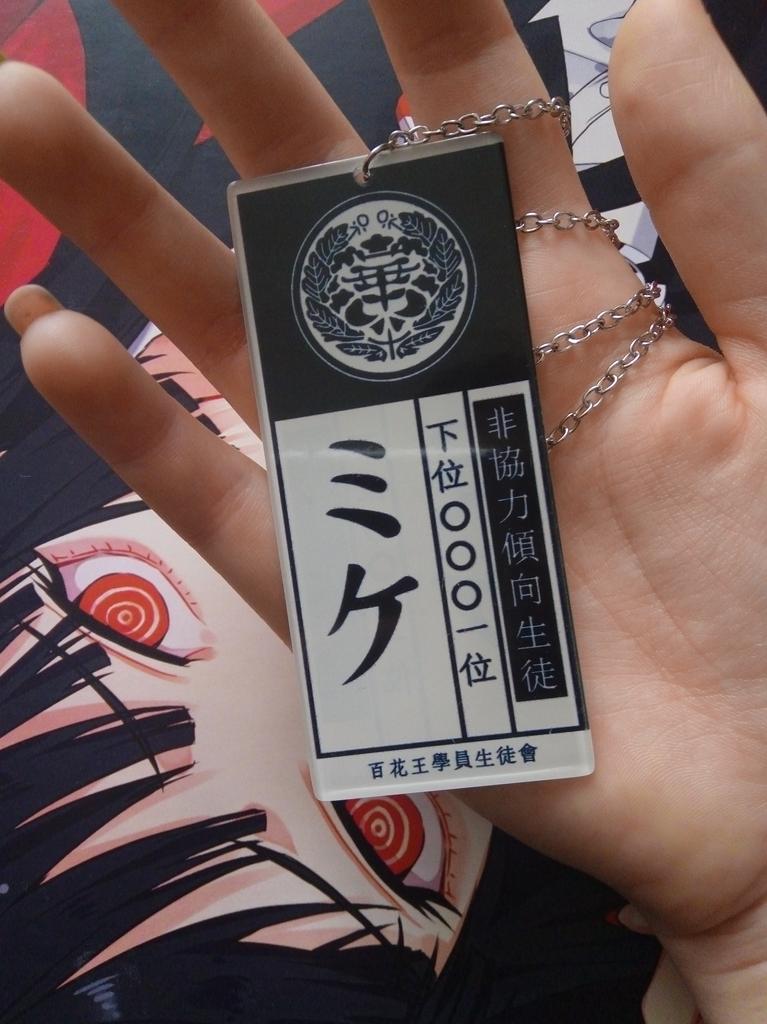 非協力傾向生徒
下位〇〇〇一位
ミケ
百花王學員生徒會